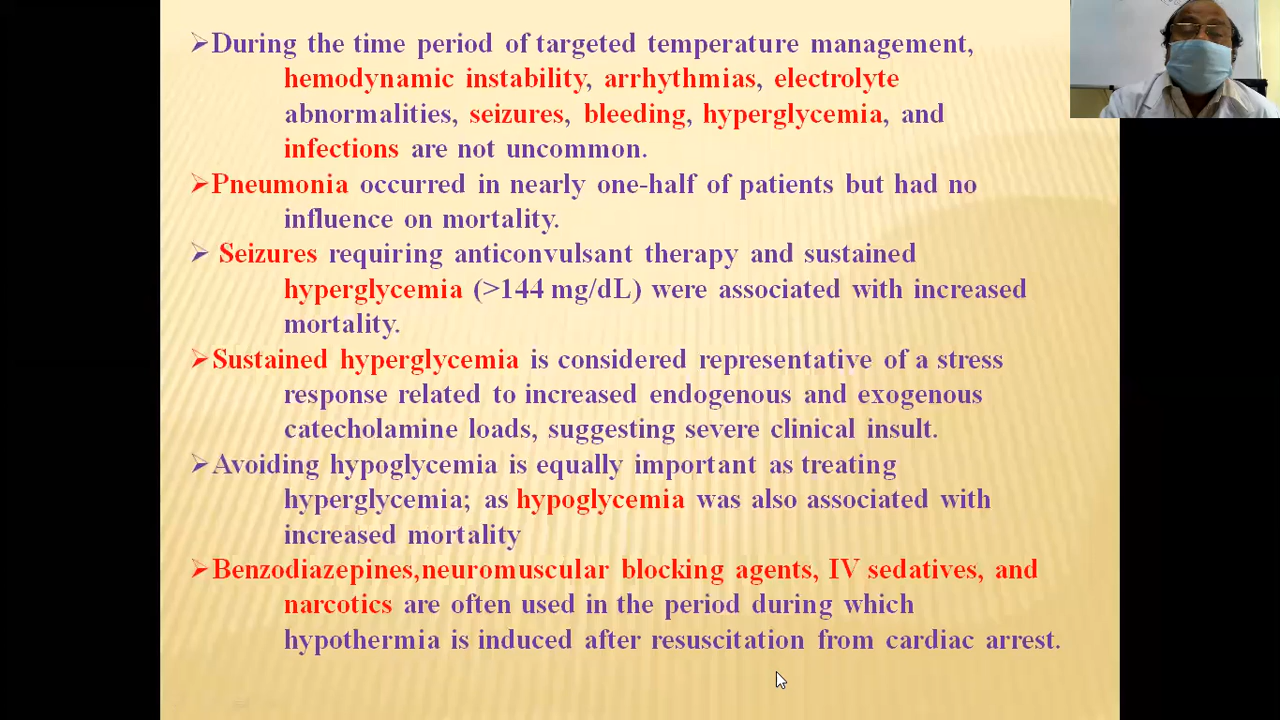 ➢During the time period of targeted temperature management,
hemodynamic instability, arrhythmias, electrolyte
abnormalities, seizures, bleeding, hyperglycemia, and
infections are not uncommon.
➢Pneumonia occurred in nearly one-half of patients but had no
influence on mortality.
➢ Seizures requiring anticonvulsant therapy and sustained
hyperglycemia (>144 mg/dL) were associated with increased
mortality.
➢Sustained hyperglycemia is considered representative of a stress
response related to increased endogenous and exogenous
catecholamine loads, suggesting severe clinical insult.
➢Avoiding hypoglycemia is equally important as treating
hyperglycemia; as hypoglycemia was also associated with
increased mortality
➢Benzodiazepines,neuromuscular blocking agents, IV sedatives, and
narcotics are often used in the period during which
hypothermia is induced after resuscitation from cardiac arrest.